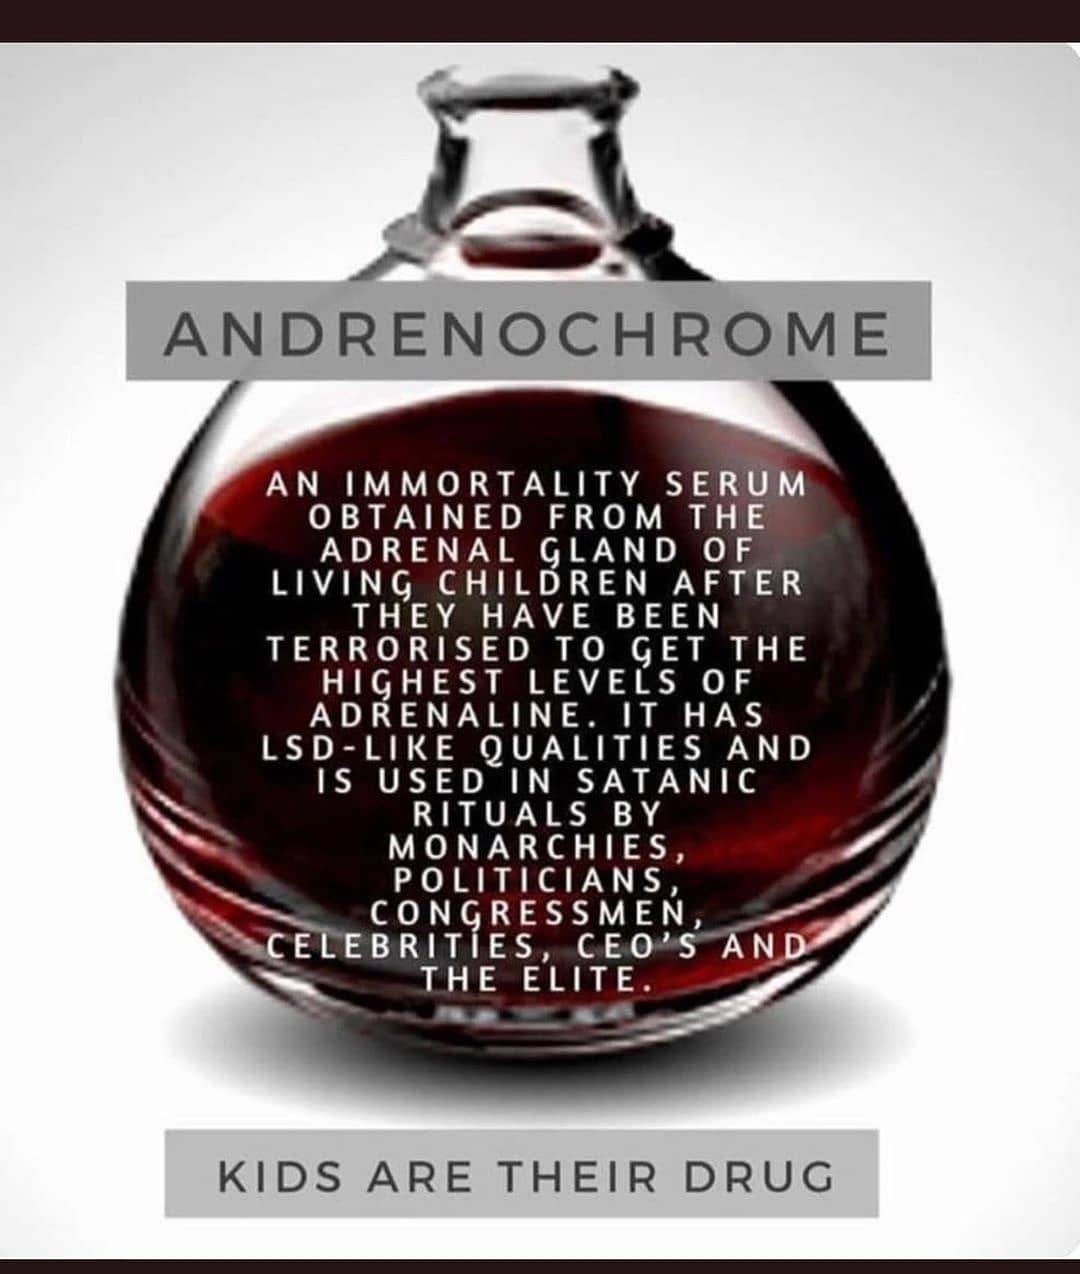 ANDRENOCHROME
AN IMMORTALITY SERUM
OBTAINED FROM THE
ADRENAL GLAND OF
LIVING CHILDREN AFTER
THEY HAVE BEEN
TERRORISED TO GET THE
HIGHEST LEVELS OF
ADRENALINE. IT HAS
LSD-LIKE QUALITIES AND
IS USED IN SATANIC
RITUALS BY
MONARCHIES,
POLITICIANS,
CONGRESSMEN,
CELEBRITIES, CEO'S AND
THE ELITE.
KIDS ARE THEIR DRUG